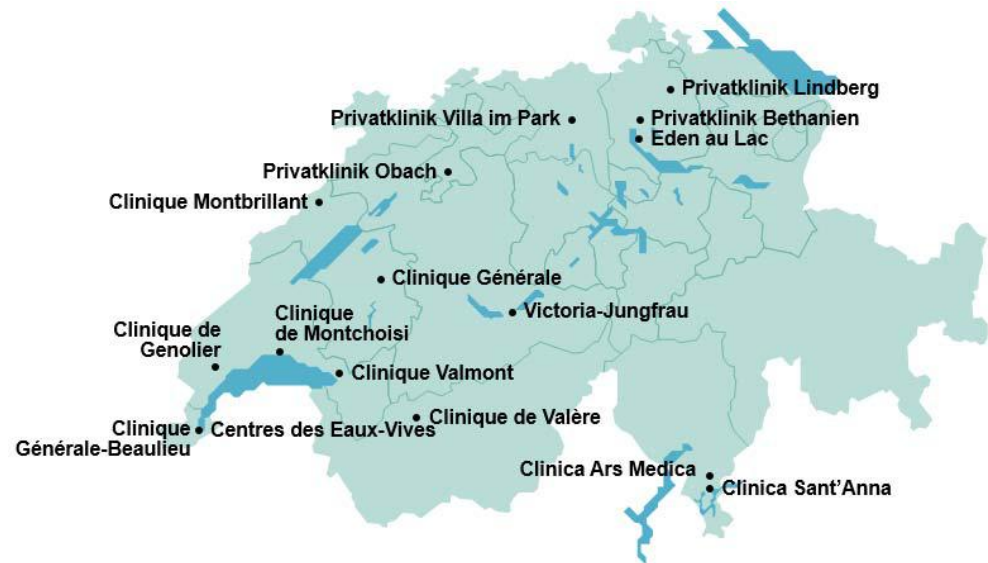 Privatklinik Lindberg
Privatklinik Villa im Park
Privatklinik Bethanien
Eden au Lac
Privatklinik Obach
Clinique Montbrillant
Clinique Générale
Victoria-Jungfrau
Clinique
de Montchoisi
Clinique de
Genolier
Clinique Valmont
Clinique de Valère
Clinique
Générale-Beaulieu
Centres des Eaux-Vives
Clinica Ars Medica
Clinica Sant’Anna